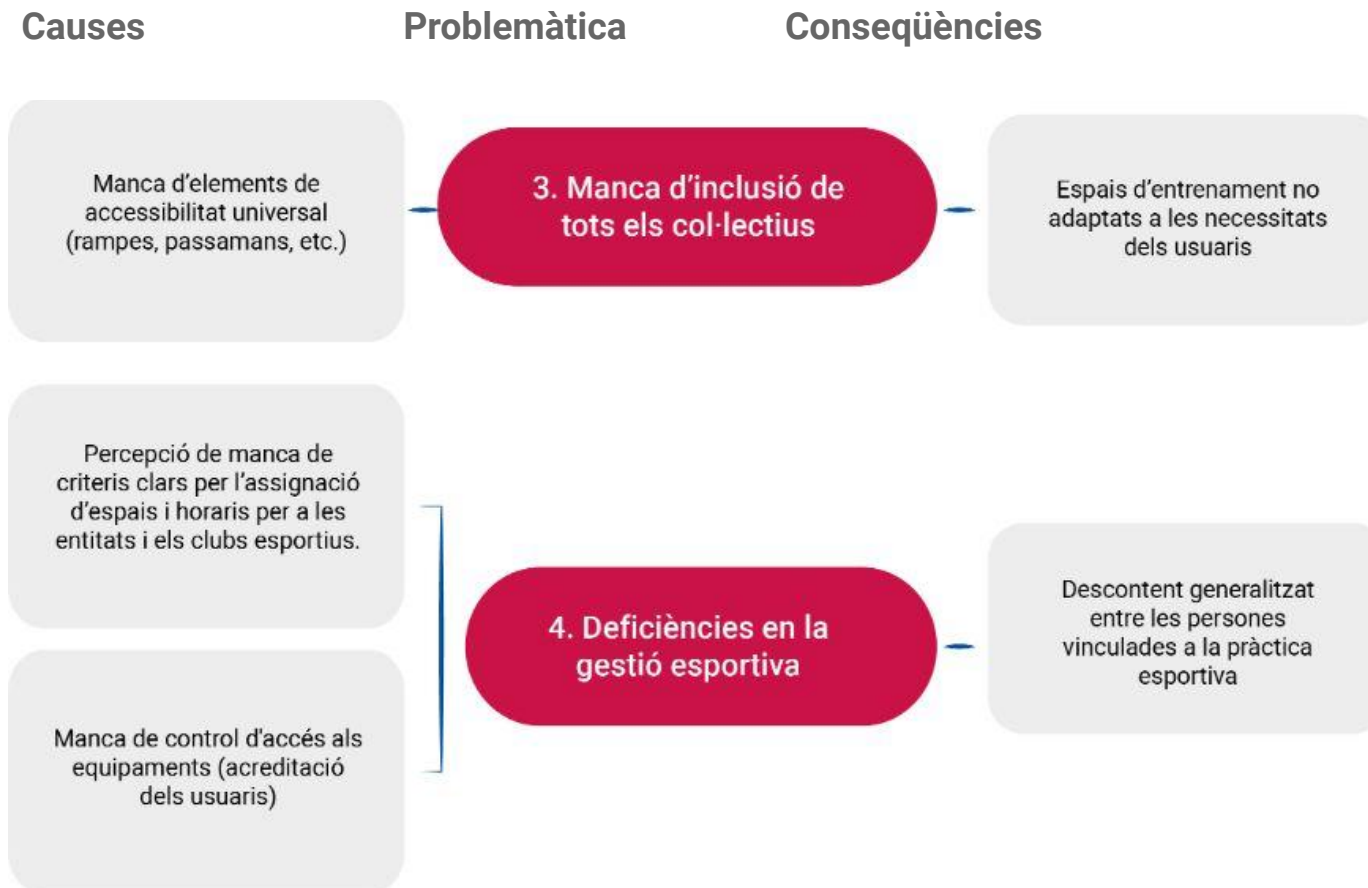 Causes
Problemàtica
Conseqüències
Manca d’elements de
accessibilitat universal
(rampes, passamans, etc.)
3. Manca d’inclusió de
tots els col·lectius
Espais d’entrenament no
adaptats a les necessitats
dels usuaris
Percepció de manca de
criteris clars per l’assignació
d’espais i horaris per a les
entitats i els clubs esportius.
Manca de control d'accés als
equipaments (acreditació
dels usuaris)
4. Deficiències en la
gestió esportiva
Descontent generalitzat
entre les persones
vinculades a la pràctica
esportiva